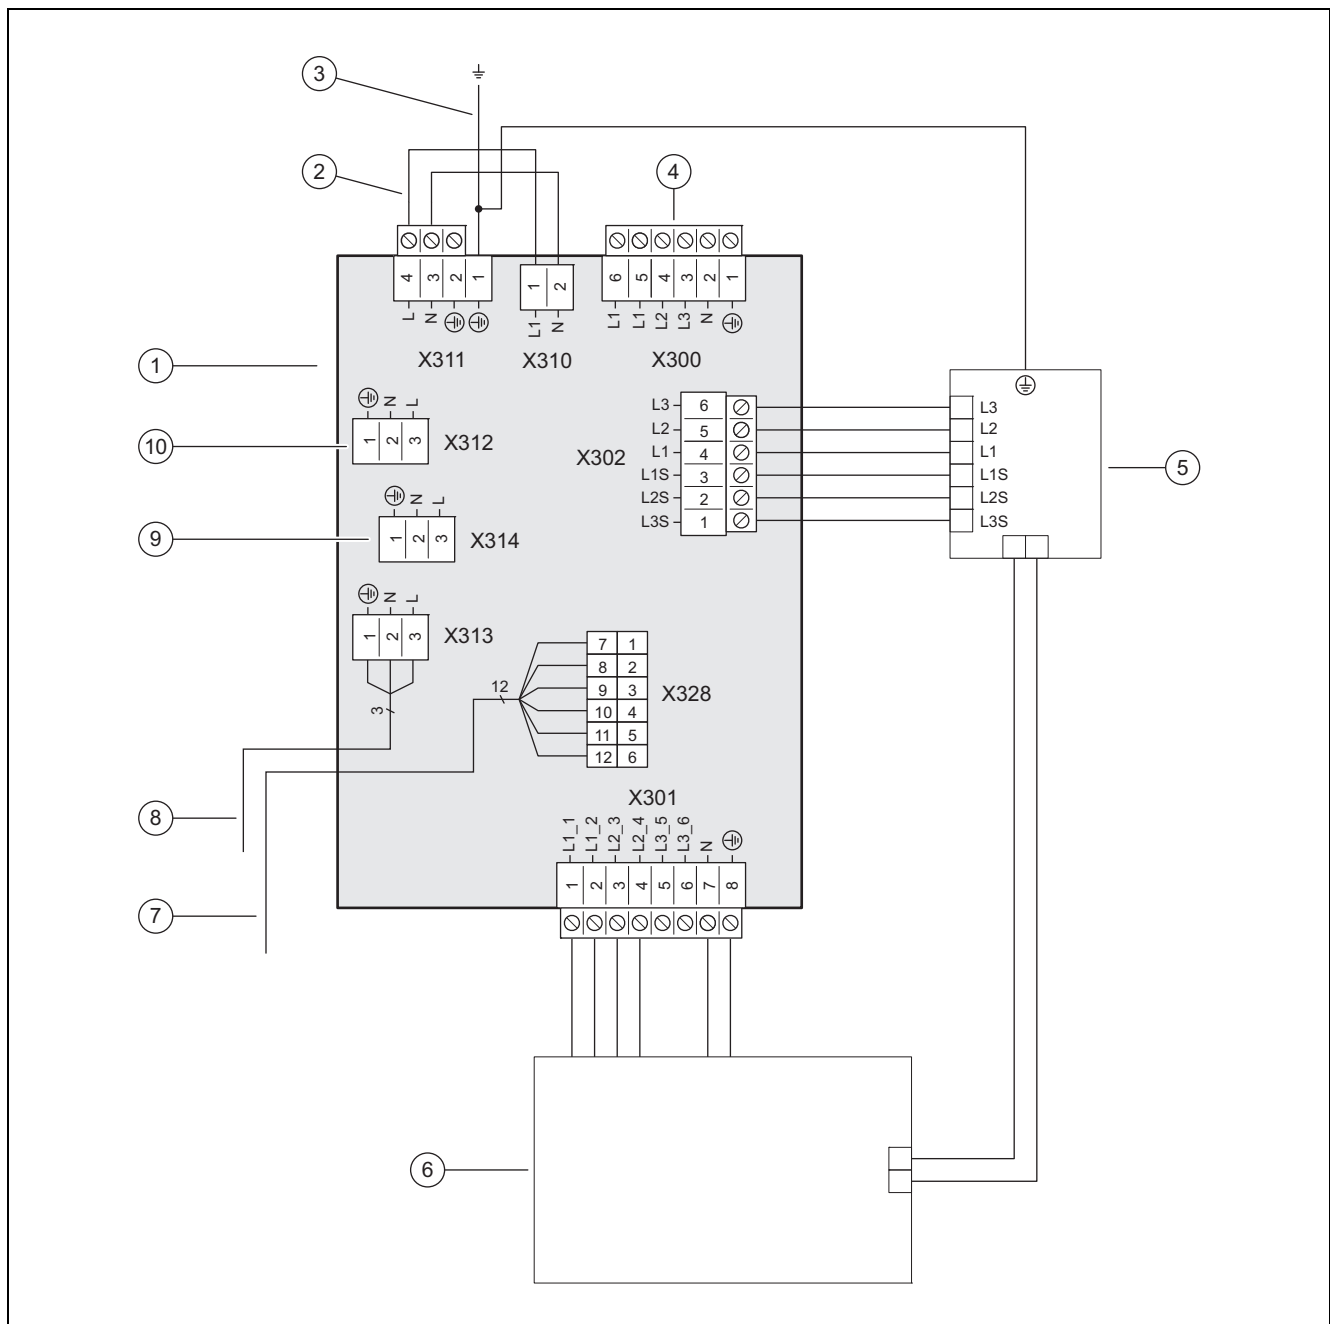 3
2
4
4 3 2 1
1 2
6 5 4 3 2 1
L N
L1 N
L1 L1 L2 L3 N
X311
X310
X300
1
N L
1 2 3
X312
10
L3 6
L2 5
L1 4
L1S 3
L2S 2
L3S 1
X302
L3
L2
L1
L1S
L2S
L3S
5
N L
1 2 3
X314
9
N L
1 2 3
X313
3
12
7 1
8 2
9 3
10 4
11 5
12 6
X328
8
7
X301
L1_1 L1_2 L2_3 L2_4 L3_5 L3_6 N
1 2 3 4 5 6 7 8
6